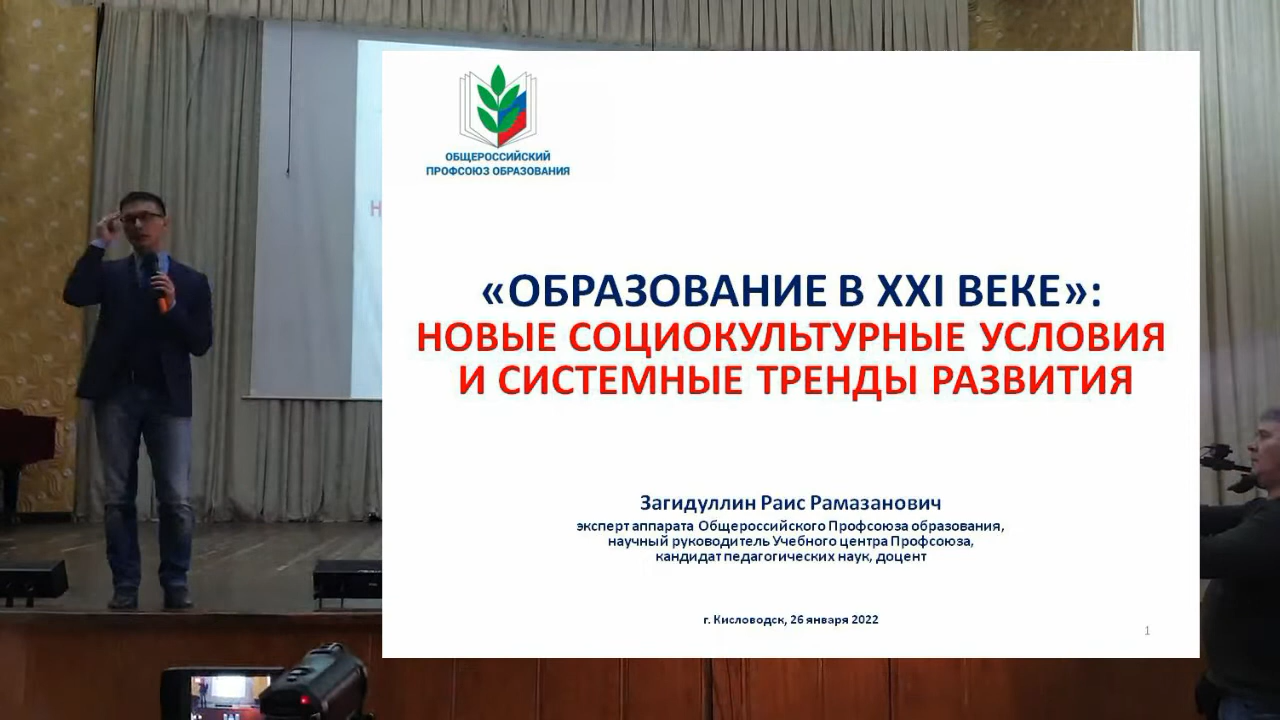 ОБЩЕРОССИЙСКИЙ
ПРОФСОЮЗ ОБРАЗОВАНИЯ
«ОБРАЗОВАНИЕ В XXI ВЕКЕ»:
НОВЫЕ СОЦИОКУЛЬТУРНЫЕ УСЛОВИЯ
И СИСТЕМНЫЕ ТРЕНДЫ РАЗВИТИЯ
Загидуллин Раис Рамазанович
эксперт аппарата Общероссийского Профсоюза образования,
научный руководитель Учебного центра Профсоюза,
кандидат педагогических наук, доцент
г. Кисловодск, 26 января 2022
1